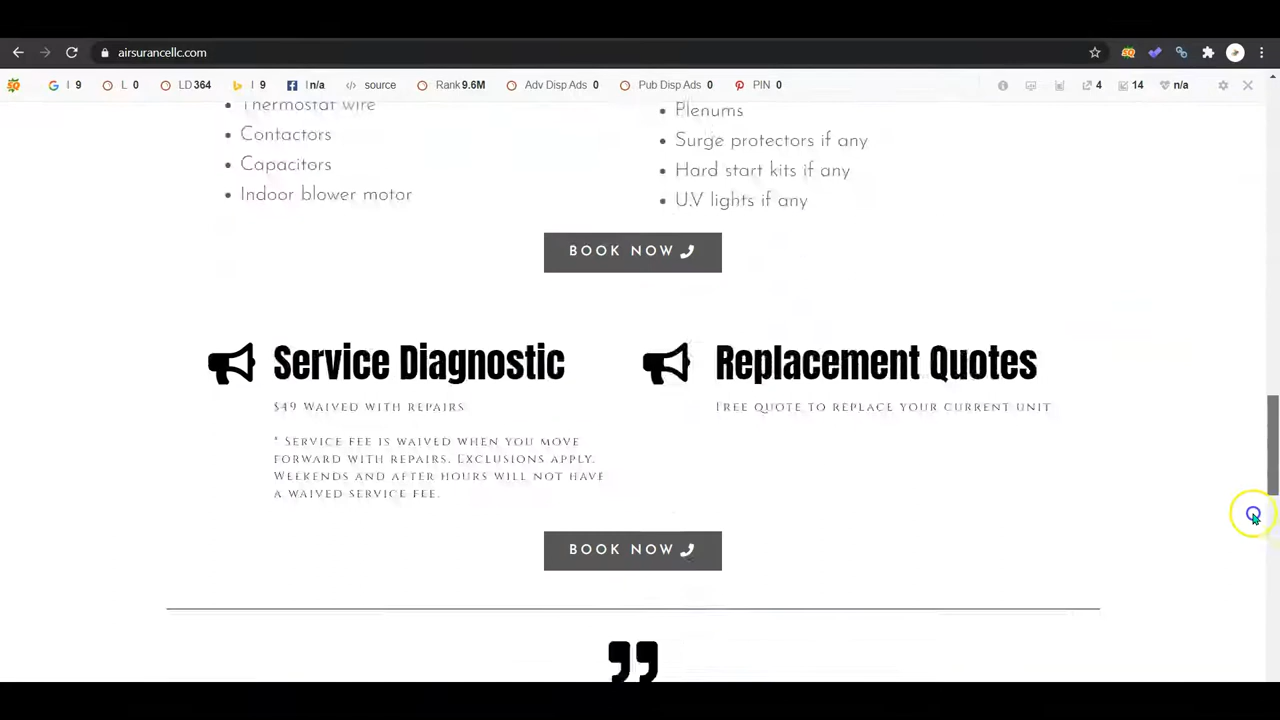 airsurancellc.com
I 9
L 0
LD 364
I 9
I n/a
source
Rank 9.6M
Adv Disp Ads 0
Pub Disp Ads 0
PIN 0
4
14
n/a
Thermostat wire
Contactors
Capacitors
Indoor blower motor
Plenums
Surge protectors if any
Hard start kits if any
U.V lights if any
BOOK NOW
Service Diagnostic
$49 WAIVED WITH REPAIRS
* SERVICE FEE IS WAIVED WHEN YOU MOVE
FORWARD WITH REPAIRS. EXCLUSIONS APPLY.
WEEKENDS AND AFTER HOURS WILL NOT HAVE
A WAIVED SERVICE FEE.
Replacement Quotes
FREE QUOTE TO REPLACE YOUR CURRENT UNIT
BOOK NOW